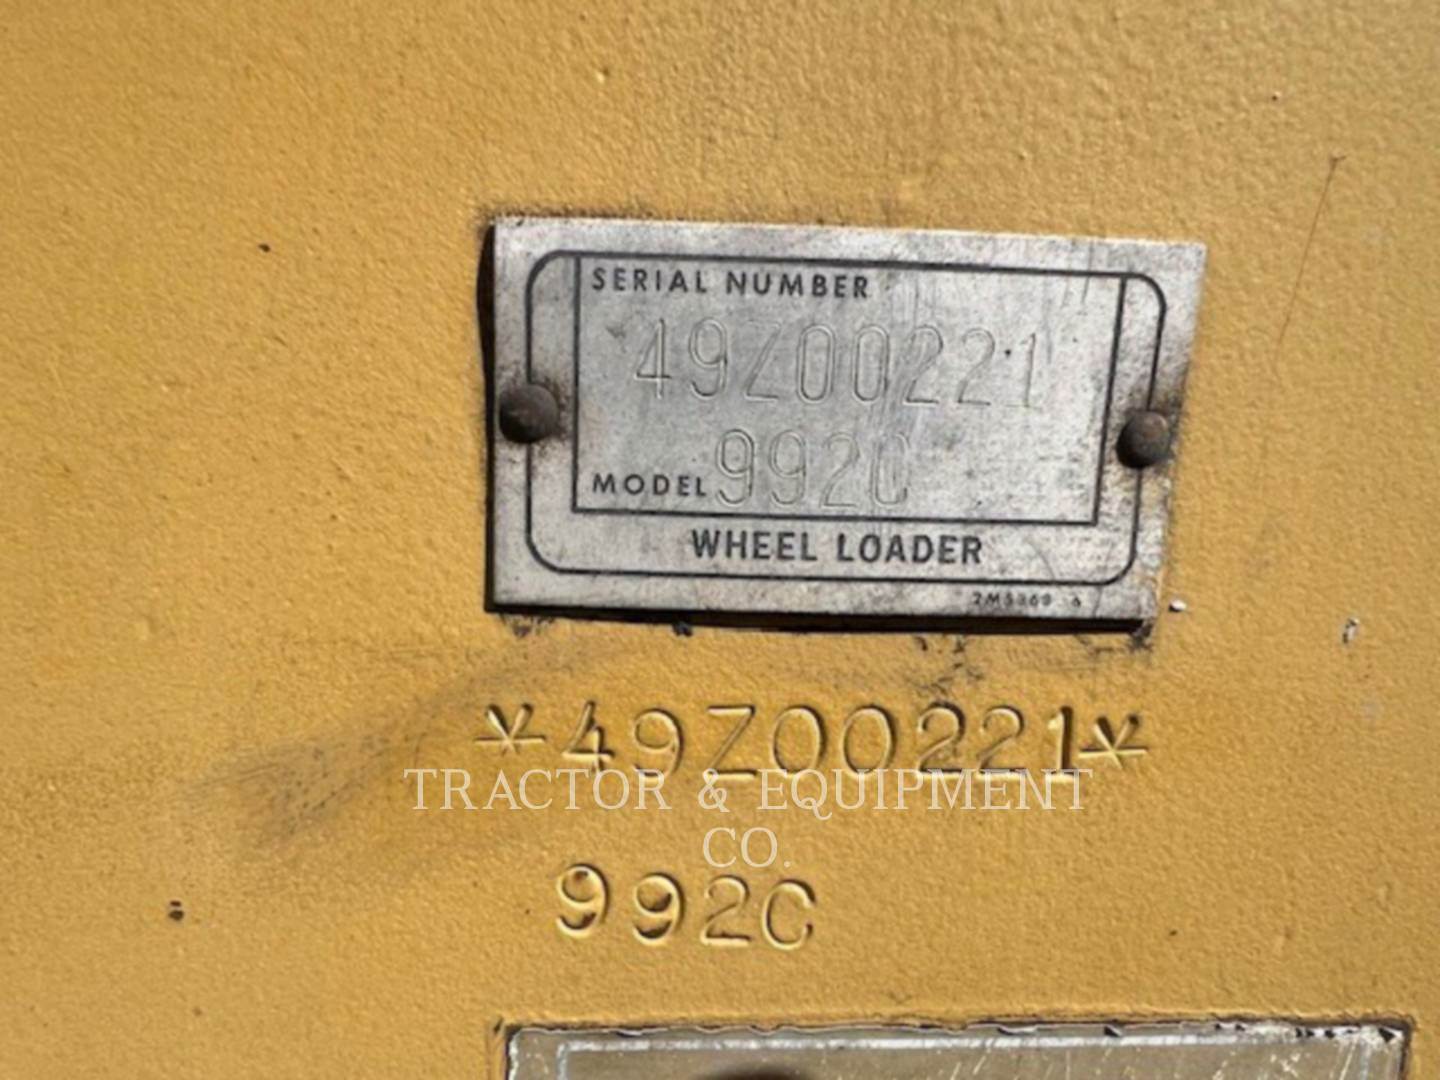 SERIAL NUMBER
49Z00221
MODEL 992C
WHEEL LOADER
*49Z00221*
TRACTOR & EQUIPMENT
CO.
992C